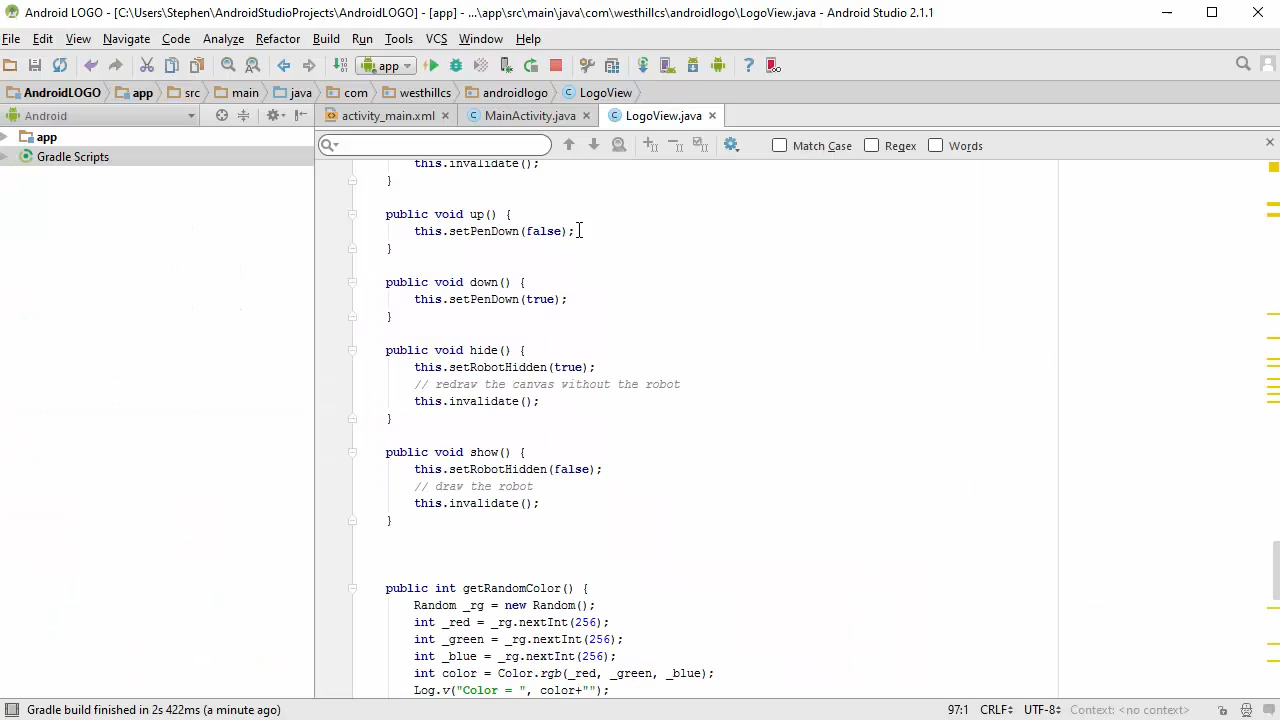 Android LOGO - [C:\Users\Stephen\AndroidStudioProjects\AndroidLOGO] - [app] - ...\app\src\main\java\com\westhillcs\androidlogo\LogoView.java - Android Studio 2.1.1
File Edit View Navigate Code Analyze Refactor Build Run Tools VCS Window Help
app
AndroidLOGO app src main java com westhillcs androidlogo LogoView
Android activity_main.xml MainActivity.java LogoView.java
app
Gradle Scripts
Match Case Regex Words
this.invalidate();
}
public void up() {
this.setPenDown(false);
}
public void down() {
this.setPenDown(true);
}
public void hide() {
this.setRobotHidden(true);
// redraw the canvas without the robot
this.invalidate();
}
public void show() {
this.setRobotHidden(false);
// draw the robot
this.invalidate();
}
public int getRandomColor() {
Random _rg = new Random();
int _red = _rg.nextInt(256);
int _green = _rg.nextInt(256);
int _blue = _rg.nextInt(256);
int color = Color.rgb(_red, _green, _blue);
Log.v("Color = ", color+"");
Gradle build finished in 2s 422ms (a minute ago) 97:1 CRLF UTF-8 Context: <no context>